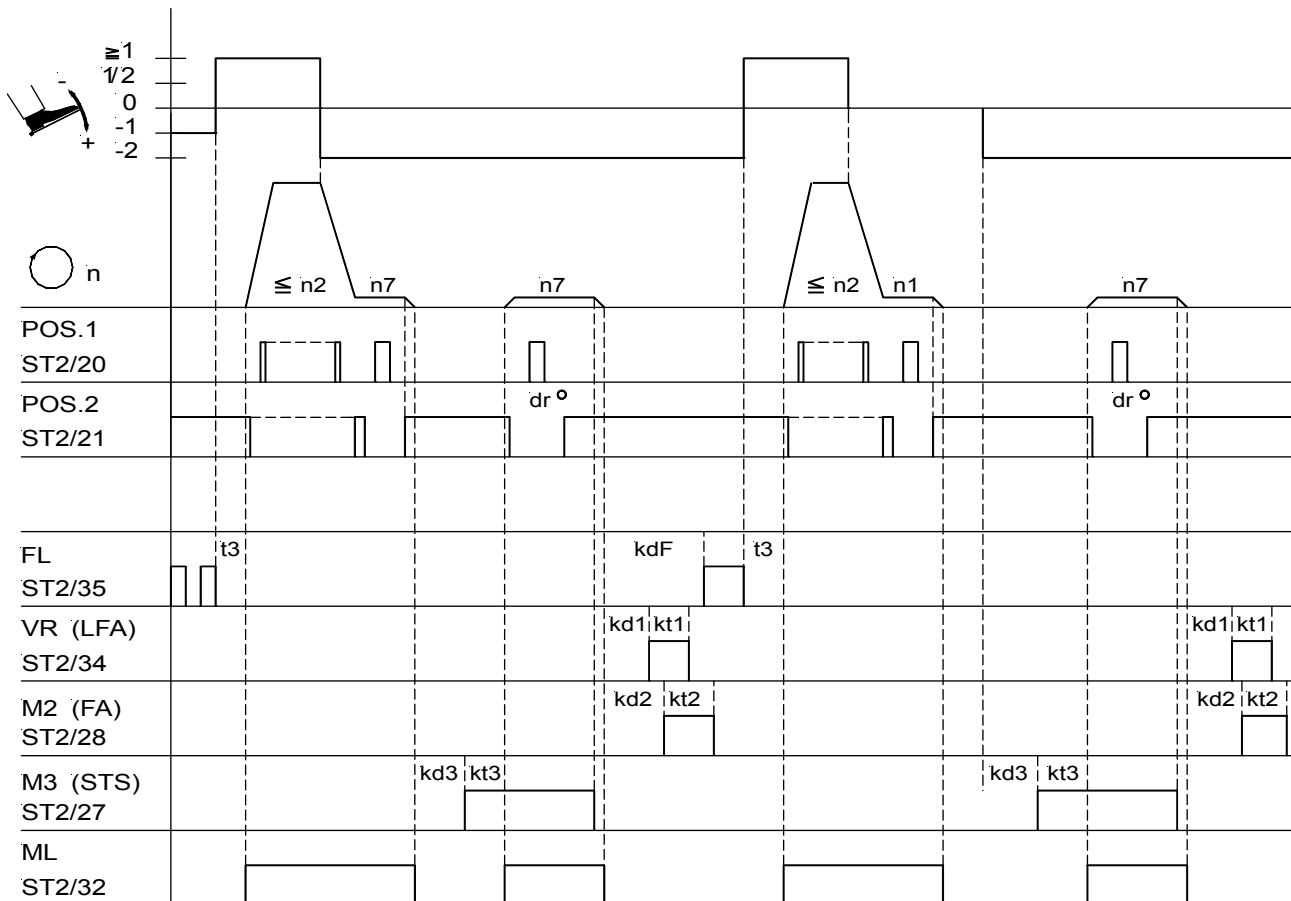 ≧1
1/2
0
-1
-2
-
+
n
≦ n2
n7
n7
≦ n2
n1
n7
POS.1
ST2/20
POS.2
ST2/21
dr°
dr°
FL
ST2/35
t3
kdF
t3
VR (LFA)
ST2/34
kd1
kt1
kd1
kt1
M2 (FA)
ST2/28
kd2
kt2
kd2
kt2
M3 (STS)
ST2/27
kd3
kt3
kd3
kt3
ML
ST2/32